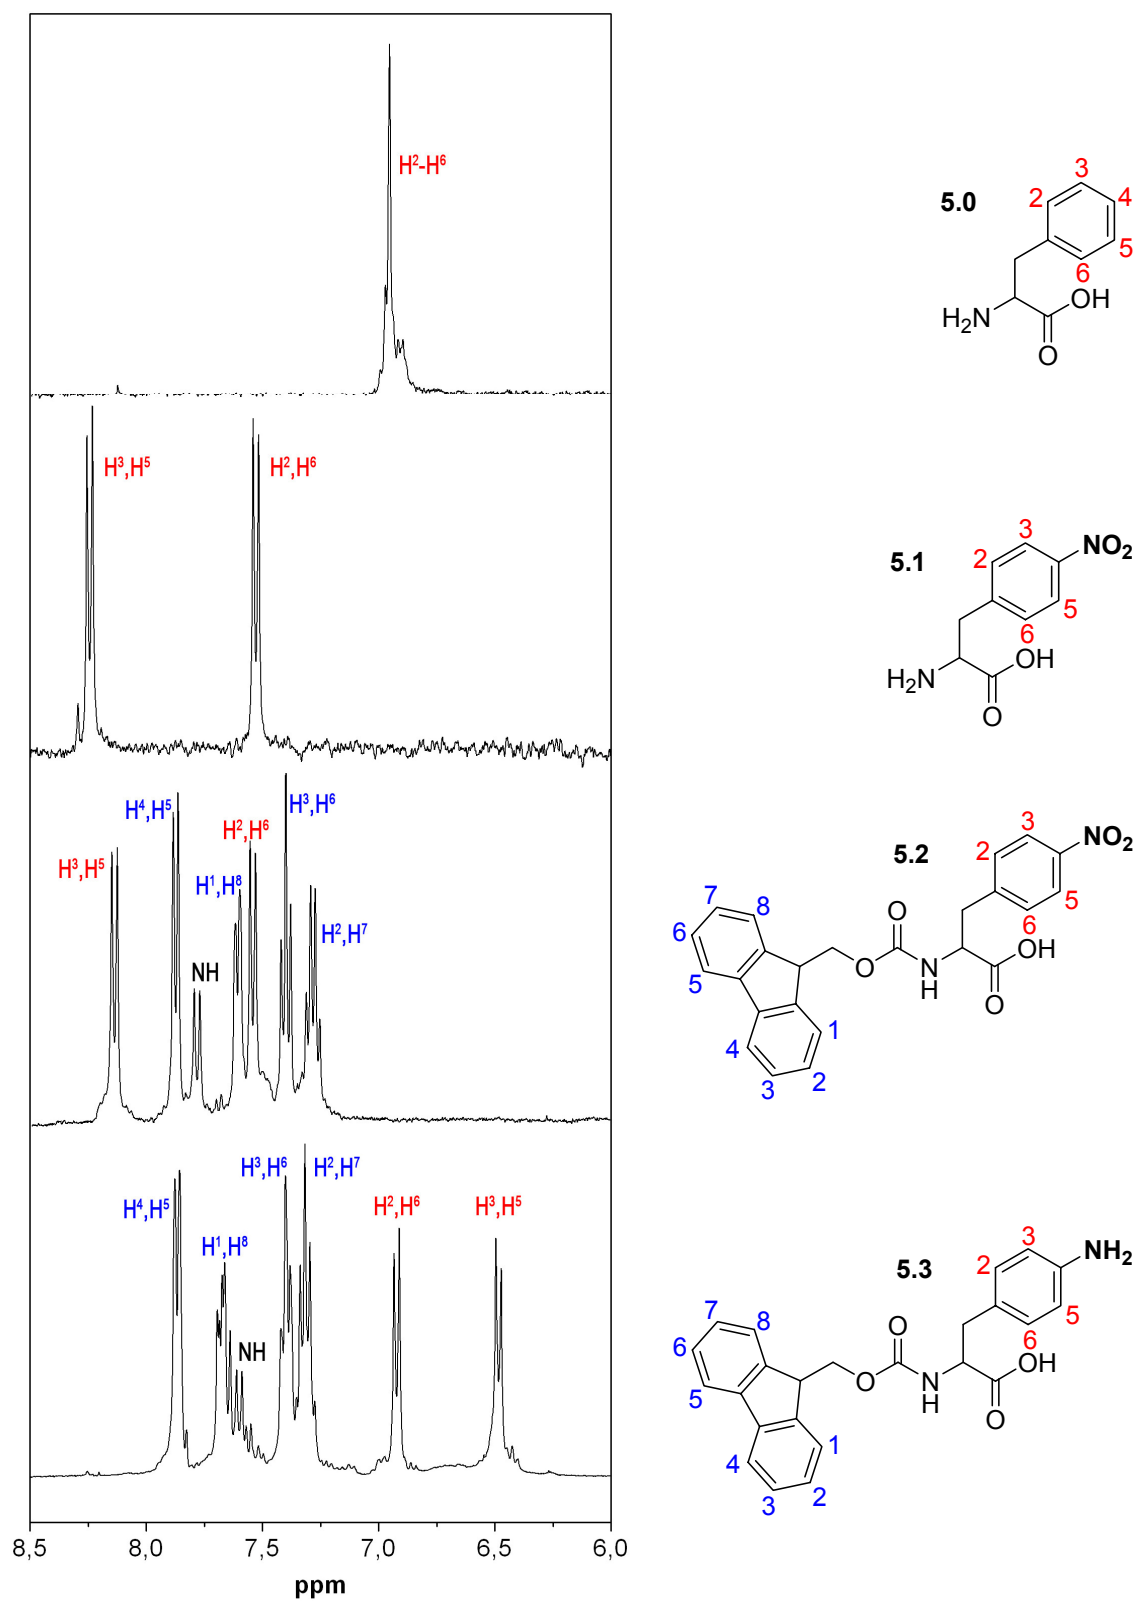 H²-H⁶
5.0
3
2
4
5
6
H₂N
OH
O
H³,H⁵
H²,H⁶
5.1
3
NO₂
2
5
6
H₂N
OH
O
H³,H⁵
H⁴,H⁵
NH
H¹,H⁸
H²,H⁶
H³,H⁶
H²,H⁷
5.2
3
NO₂
2
5
6
7
8
6
5
O
O
N
H
OH
O
1
4
3
2
H⁴,H⁵
H¹,H⁸
NH
H³,H⁶
H²,H⁷
H²,H⁶
H³,H⁵
5.3
3
NH₂
2
5
6
7
8
6
5
O
O
N
H
OH
O
1
4
3
2
8,5 8,0 7,5 7,0 6,5 6,0
ppm